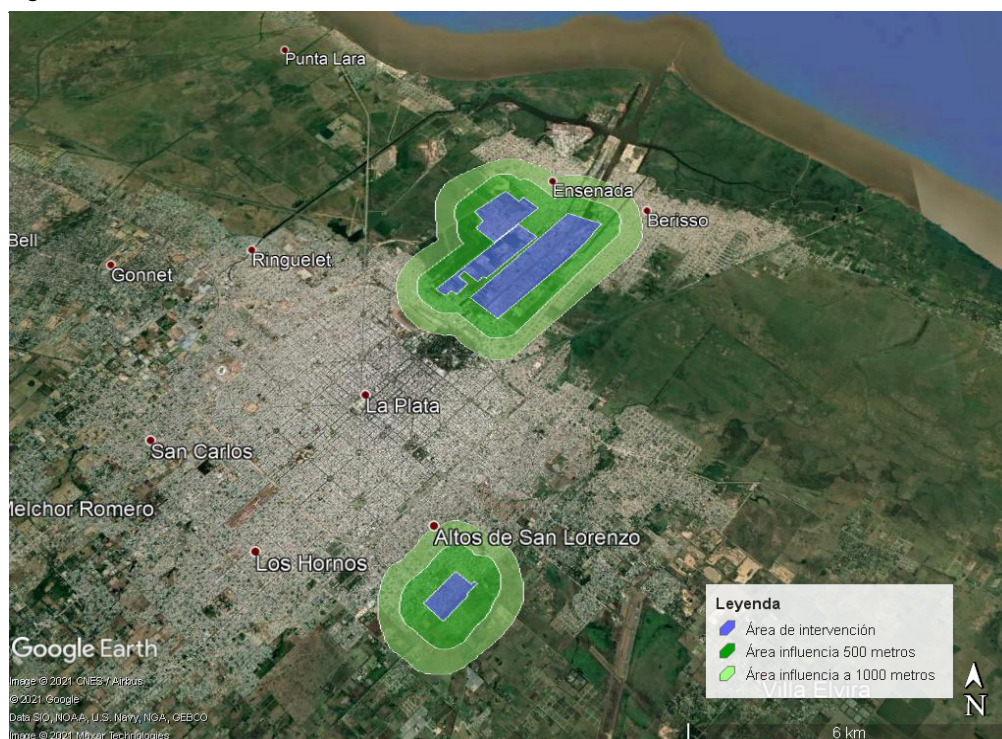 Punta Lara
Ensenada
Berisso
Bell
Ringuelet
Gonnet
La Plata
San Carlos
Melchor Romero
Altos de San Lorenzo
Los Hornos
Leyenda
Área de intervención
Área influencia 500 metros
Área influencia a 1000 metros
Villa Elvira
Google Earth
Image © 2021 CNES / Airbus
© 2021 Google
Data SIO, NOAA, U.S. Navy, NGA, GEBCO
Image © 2021 Maxar Technologies
N
6 km